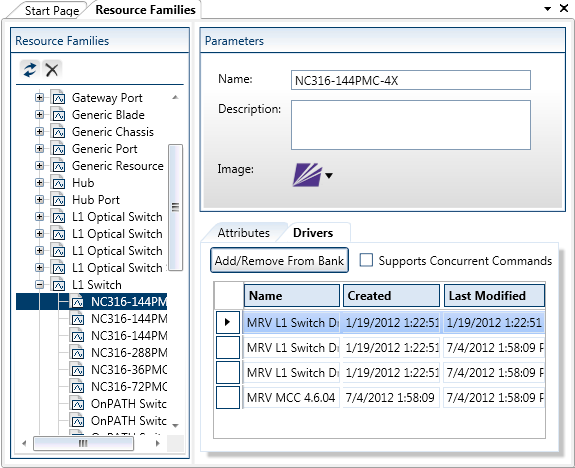 Start Page
Resource Families
Resource Families
Gateway Port
Generic Blade
Generic Chassis
Generic Port
Generic Resource
Hub
Hub Port
L1 Optical Switch
L1 Optical Switch
L1 Optical Switch
L1 Optical Switch
L1 Switch
NC316-144PM
NC316-144PM
NC316-144PM
NC316-288PM
NC316-36PMC
NC316-72PMC
OnPATH Switc
OnPATH Switc
Parameters
Name:
NC316-144PMC-4X
Description:
Image:
Attributes
Drivers
Add/Remove From Bank
Supports Concurrent Commands
Name Created Last Modified
MRV L1 Switch Dr 1/19/2012 1:22:51 1/19/2012 1:22:51
MRV L1 Switch Dr 1/19/2012 1:22:51 7/4/2012 1:58:09 P
MRV L1 Switch Dr 1/19/2012 1:22:51 7/4/2012 1:58:09 P
MRV MCC 4.6.04 7/4/2012 1:58:09 7/4/2012 1:58:09 P